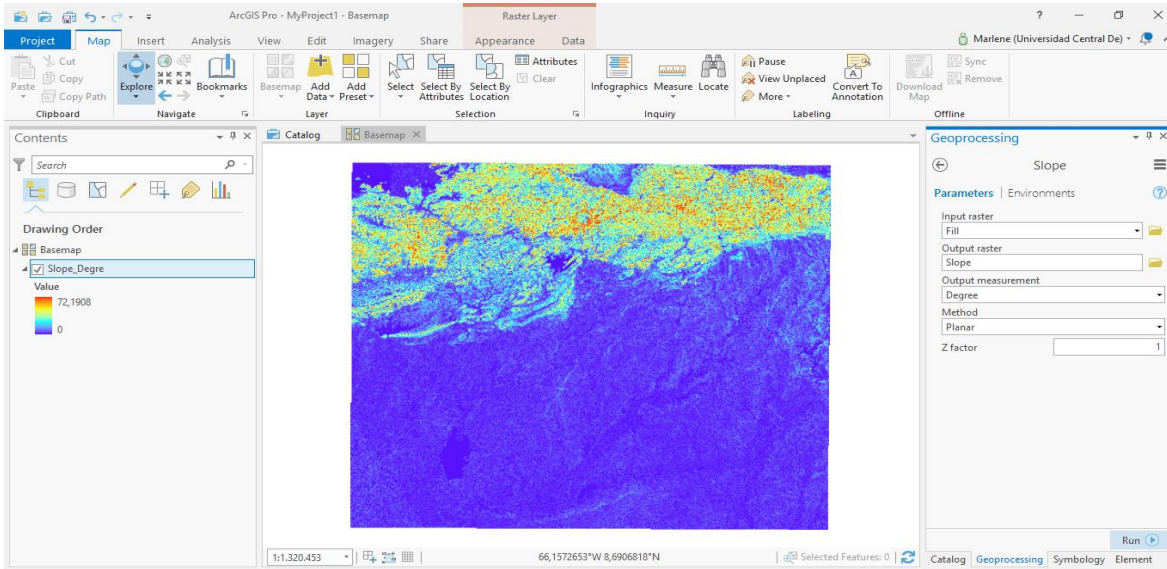 ArcGIS Pro - MyProject1 - Basemap
Raster Layer
?
Project Map Insert Analysis View Edit Imagery Share Appearance Data
Marlene (Universidad Central De)
Paste
Cut
Copy
Copy Path
Explore
Bookmarks
Basemap
Add Data
Add Preset
Select
Select By Attributes
Select By Location
Attributes
Clear
Infographics
Measure
Locate
Pause
View Unplaced
More
Convert To Annotation
Download Map
Sync
Remove
Clipboard Navigate Layer Selection Inquiry Labeling Offline
Contents
Search
Drawing Order
Basemap
Slope_Degre
Value
72,1908
0
Catalog Basemap
1:1.320.453
66,1572653°W 8,6906818°N
Selected Features: 0
Geoprocessing
Slope
Parameters | Environments
?
Input raster
Fill
Output raster
Slope
Output measurement
Degree
Method
Planar
Z factor 1
Run
Catalog Geoprocessing Symbology Element